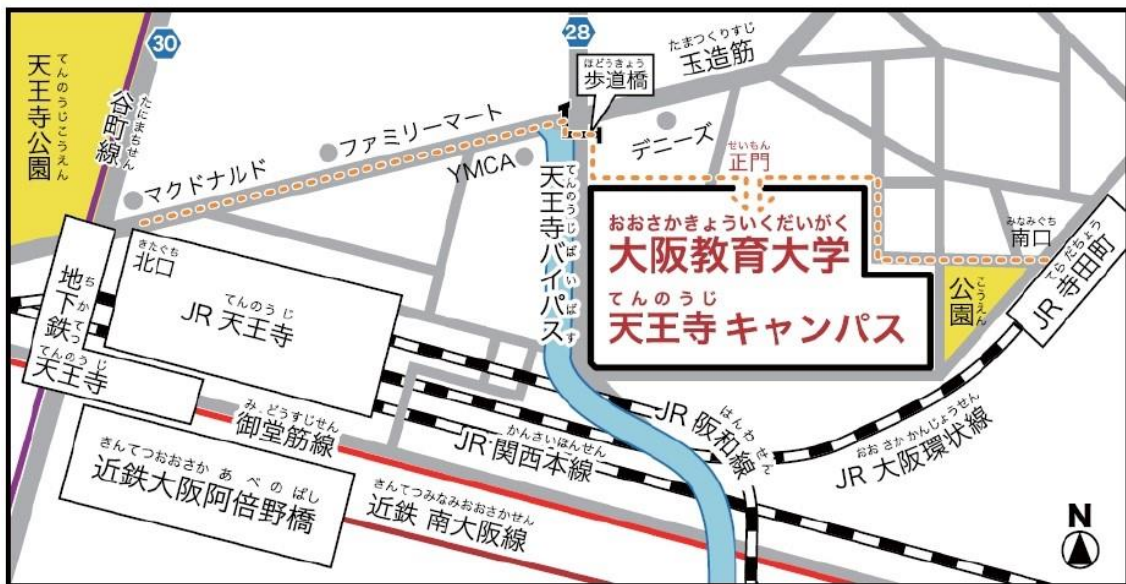 30
28
たまつくりすじ
玉造筋
ほどうきょう
歩道橋
てんのうじこうえん
天王寺公園
たにまちせん
谷町線
ファミリーマート
マクドナルド
YMCA
デニーズ
せいもん
正門
てんのうじばいぱす
天王寺バイパス
おおさかきょういくだいがく
大阪教育大学
てんのうじ
天王寺 キャンパス
みなみぐち
南口
こうえん
公園
てらだちょう
JR 寺田町
きたぐち
北口
てんのうじ
JR 天王寺
ちかてつ
地下鉄
てんのうじ
天王寺
みどうすじせん
御堂筋線
かんさいほんせん
JR 関西本線
はんわせん
JR 阪和線
おおさかかんじょうせん
JR 大阪環状線
きんてつおおさかあべのばし
近鉄大阪阿倍野橋
きんてつみなみおおさかせん
近鉄 南大阪線
N